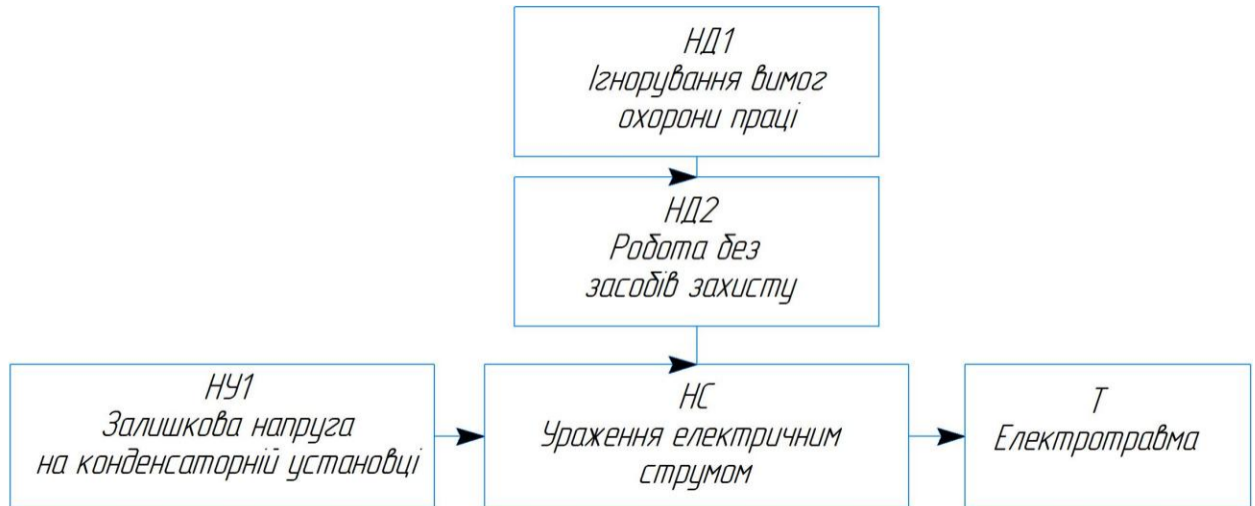 НД1
Ігнорування вимог
охорони праці
НД2
Робота без
засобів захисту
НУ1
Залишкова напруга
на конденсаторній установці
НС
Ураження електричним
струмом
Т
Електротравма